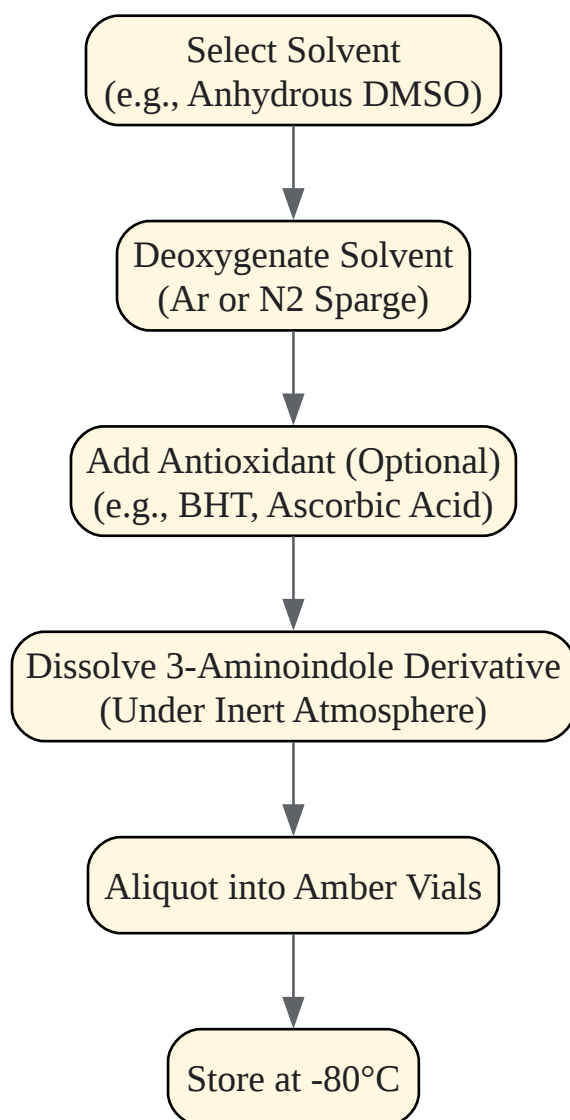 Select Solvent
(e.g., Anhydrous DMSO)
Deoxygenate Solvent
(Ar or N2 Sparge)
Add Antioxidant (Optional)
(e.g., BHT, Ascorbic Acid)
Dissolve 3-Aminoindole Derivative
(Under Inert Atmosphere)
Aliquot into Amber Vials
Store at -80°C